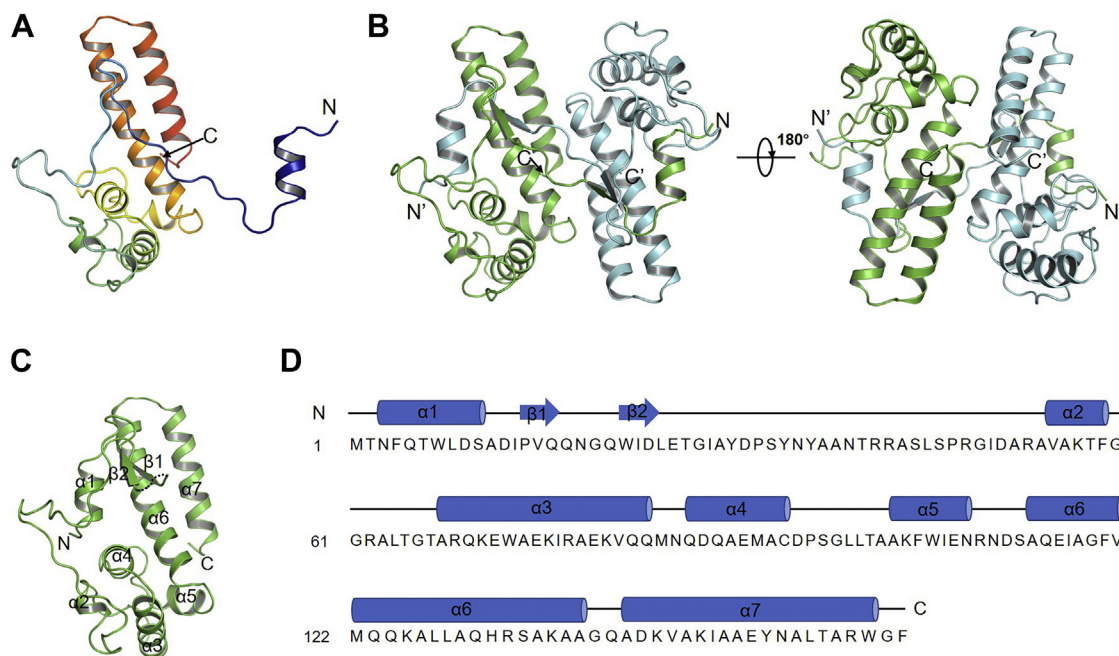 A
N
C
B
N
C
C'
N'
180°
N'
C
C'
N
C
β1
β2
α1
α7
α6
N
α4
C
α5
α2
α3
D
N α1 β1 β2 α2
1 MTNFQTWLDSADIPVQQNGQWIDLETGIAYDPSYNYAANTRRASLSPRGIDARAVAKTFG
α3 α4 α5 α6
61 GRALTGTARQKEWAEKIRAEKVQQMNQDQAEMACDPSGLLTAAKFWIENRNDSAQEIAGFV
α6 α7 C
122 MQQKALLAQHRSAKAAGQADKVAKIAAEYNALTARWGF